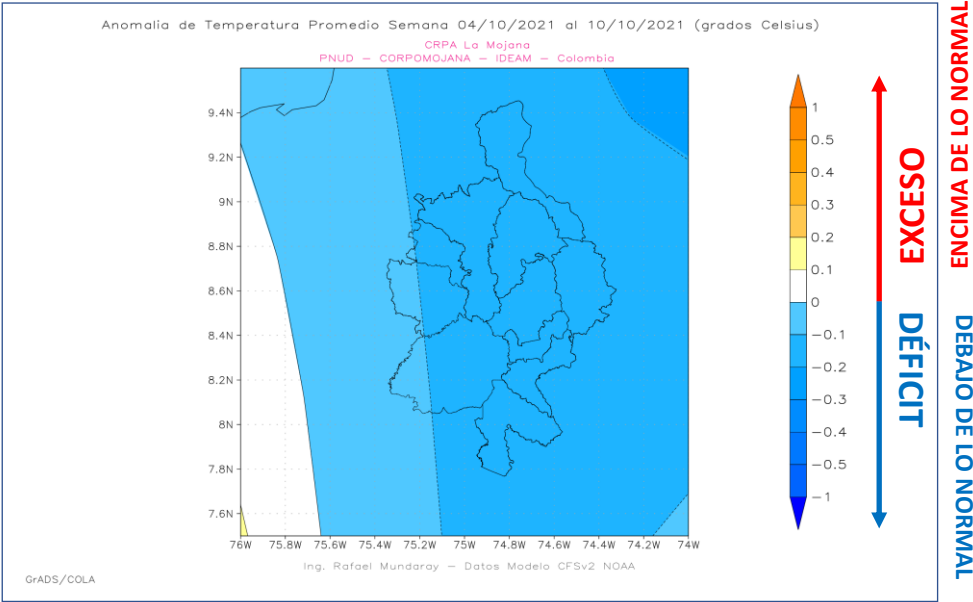 Anomalia de Temperatura Promedio Semana 04/10/2021 al 10/10/2021 (grados Celsius)
CRPA La Mojana
PNUD – CORPOMOJANA – IDEAM – Colombia
9.4N
9.2N
9N
8.8N
8.6N
8.4N
8.2N
8N
7.8N
7.6N
76W
75.8W
75.6W
75.4W
75.2W
75W
74.8W
74.6W
74.4W
74.2W
74W
1
0.5
0.4
0.3
0.2
0.1
0
−0.1
−0.2
−0.3
−0.4
−0.5
−1
EXCESO
DÉFICIT
ENCIMA DE LO NORMAL
DEBAJO DE LO NORMAL
Ing. Rafael Mundaray – Datos Modelo CFSv2 NOAA
GrADS/COLA